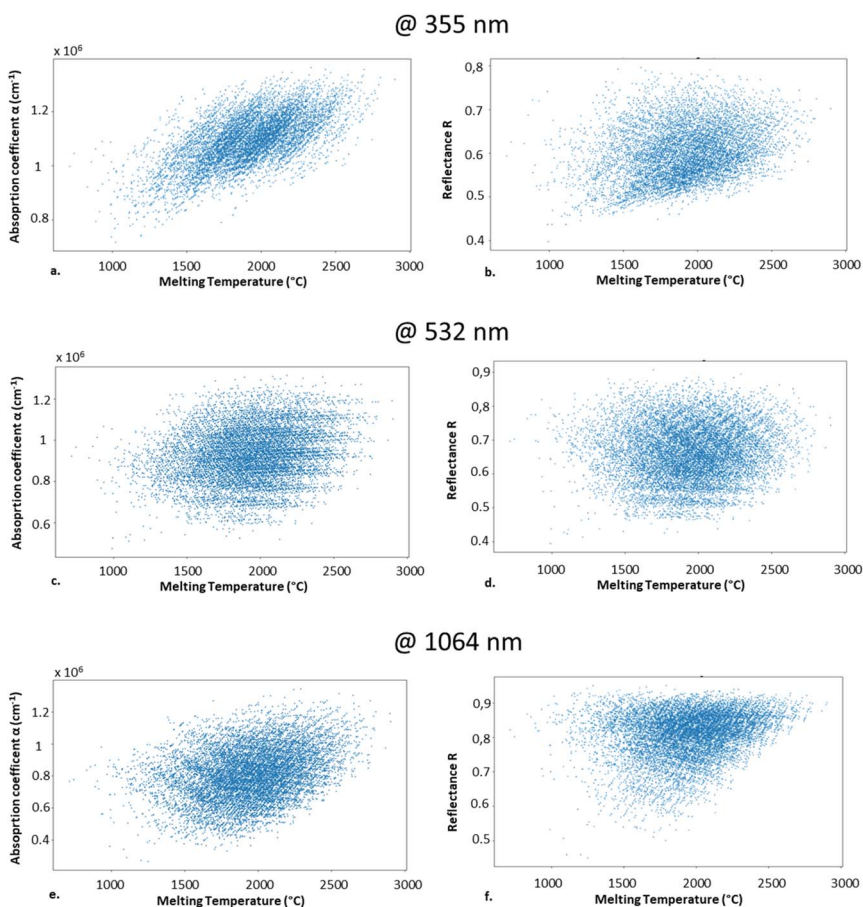 @ 355 nm
x 10⁶
Absoprtion coefficent α (cm⁻¹)
1.2
1
0.8
1000 1500 2000 2500 3000
a. Melting Temperature (°C)
Reflectance R
0,8
0.7
0.6
0.5
0.4
1000 1500 2000 2500 3000
b. Melting Temperature (°C)
@ 532 nm
x 10⁶
Absoprtion coefficent α (cm⁻¹)
1.2
1
0.8
0.6
1000 1500 2000 2500 3000
c. Melting Temperature (°C)
Reflectance R
0,9
0,8
0.7
0.6
0.5
0.4
1000 1500 2000 2500 3000
d. Melting Temperature (°C)
@ 1064 nm
x 10⁶
Absoprtion coefficent α (cm⁻¹)
1.2
1
0.8
0.6
0.4
1000 1500 2000 2500 3000
e. Melting Temperature (°C)
Reflectance R
0,9
0,8
0.7
0.6
0.5
1000 1500 2000 2500 3000
Melting Temperature (°C) f.